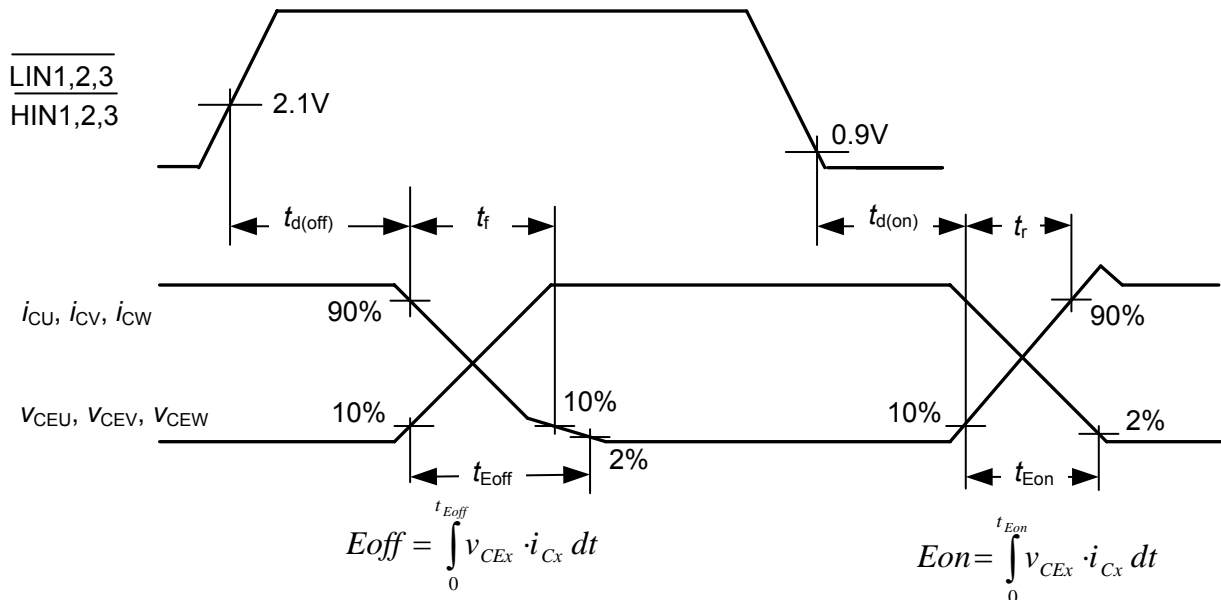 LIN1,2,3
HIN1,2,3
2.1V
0.9V
td(off)
tf
td(on)
tr
iCU, iCV, iCW
90%
90%
vCEU, vCEV, vCEW
10%
10%
10%
2%
2%
tEoff
tEon
Eoff = ∫0tEoff vCEx · iCx dt
Eon = ∫0tEon vCEx · iCx dt